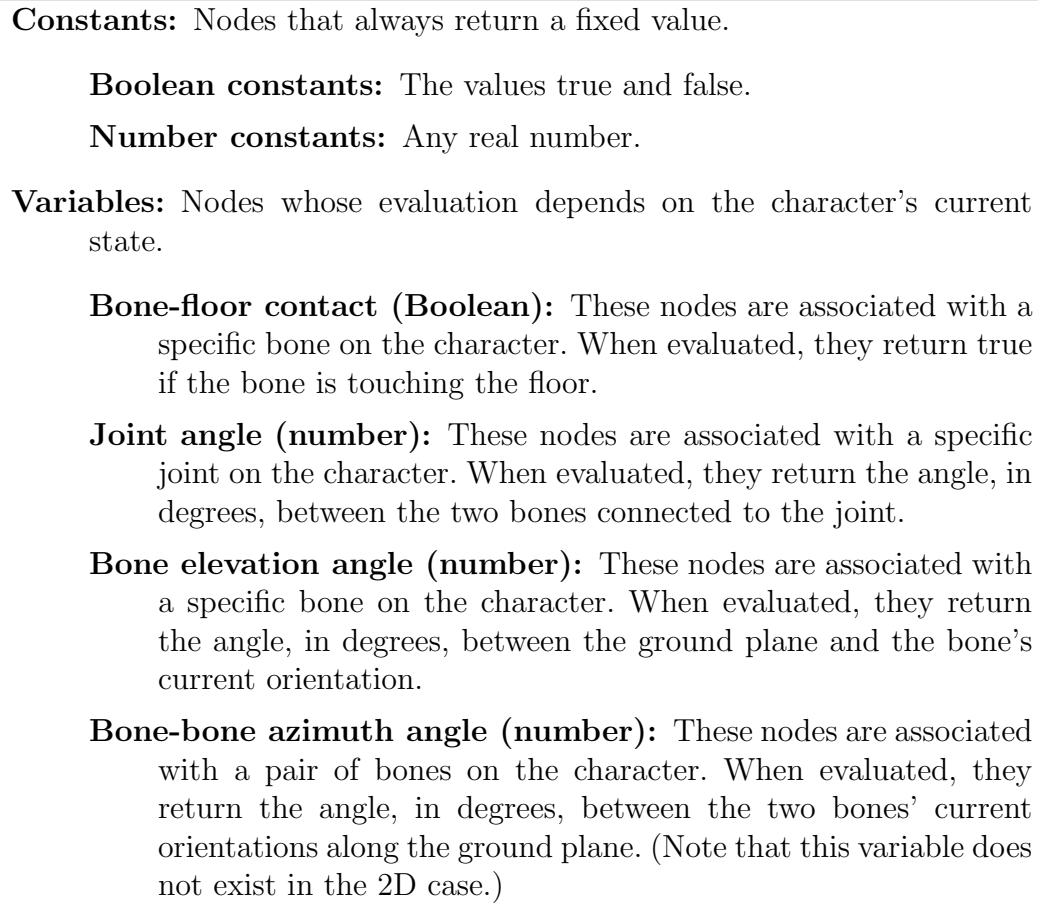 Constants: Nodes that always return a fixed value.
Boolean constants: The values true and false.
Number constants: Any real number.
Variables: Nodes whose evaluation depends on the character's current
state.
Bone-floor contact (Boolean): These nodes are associated with a
specific bone on the character. When evaluated, they return true
if the bone is touching the floor.
Joint angle (number): These nodes are associated with a specific
joint on the character. When evaluated, they return the angle, in
degrees, between the two bones connected to the joint.
Bone elevation angle (number): These nodes are associated with
a specific bone on the character. When evaluated, they return
the angle, in degrees, between the ground plane and the bone's
current orientation.
Bone-bone azimuth angle (number): These nodes are associated
with a pair of bones on the character. When evaluated, they
return the angle, in degrees, between the two bones' current
orientations along the ground plane. (Note that this variable does
not exist in the 2D case.)